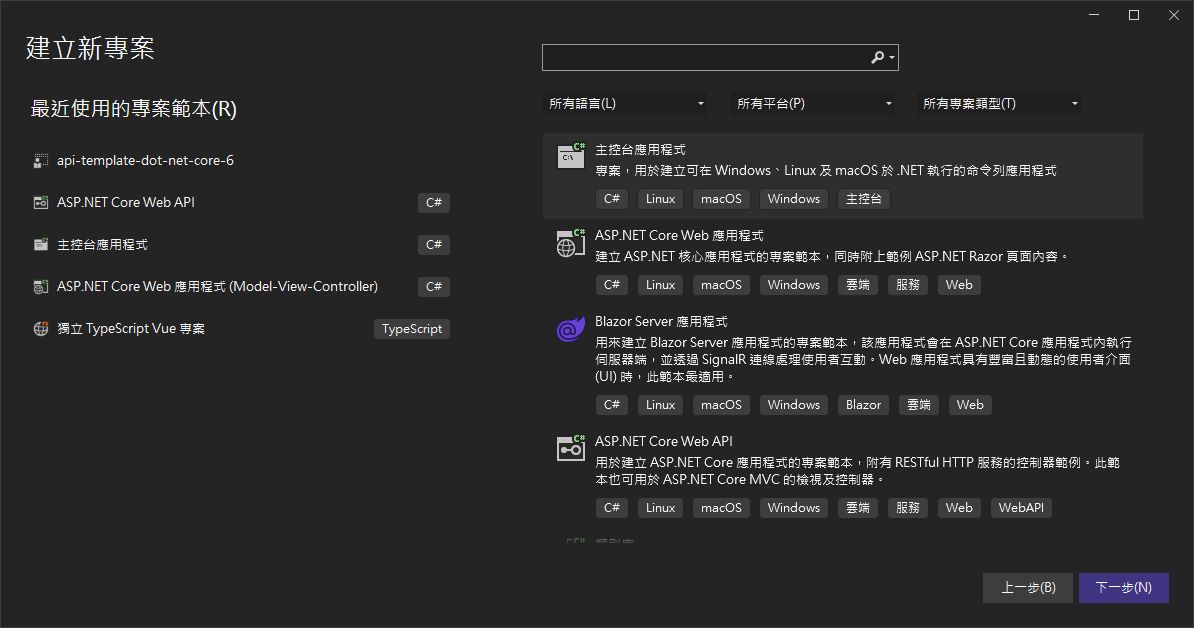 建立新專案
最近使用的專案範本(R)
api-template-dot-net-core-6
ASP.NET Core Web API
C#
主控台應用程式
C#
ASP.NET Core Web 應用程式 (Model-View-Controller)
C#
獨立 TypeScript Vue 專案
TypeScript
所有語言(L)
所有平台(P)
所有專案類型(T)
主控台應用程式
專案，用於建立可在 Windows、Linux 及 macOS 於 .NET 執行的命令列應用程式
C# Linux macOS Windows 主控台
ASP.NET Core Web 應用程式
建立 ASP.NET 核心應用程式的專案範本，同時附上範例 ASP.NET Razor 頁面內容。
C# Linux macOS Windows 雲端 服務 Web
Blazor Server 應用程式
用來建立 Blazor Server 應用程式的專案範本，該應用程式會在 ASP.NET Core 應用程式內執行
伺服器端，並透過 SignalR 連線處理使用者互動。Web 應用程式具有豐富且動態的使用者介面
(UI) 時，此範本最適用。
C# Linux macOS Windows Blazor 雲端 Web
ASP.NET Core Web API
用於建立 ASP.NET Core 應用程式的專案範本，附有 RESTful HTTP 服務的控制器範例。此範
本也可用於 ASP.NET Core MVC 的檢視及控制器。
C# Linux macOS Windows 雲端 服務 Web WebAPI
上一步(B)
下一步(N)